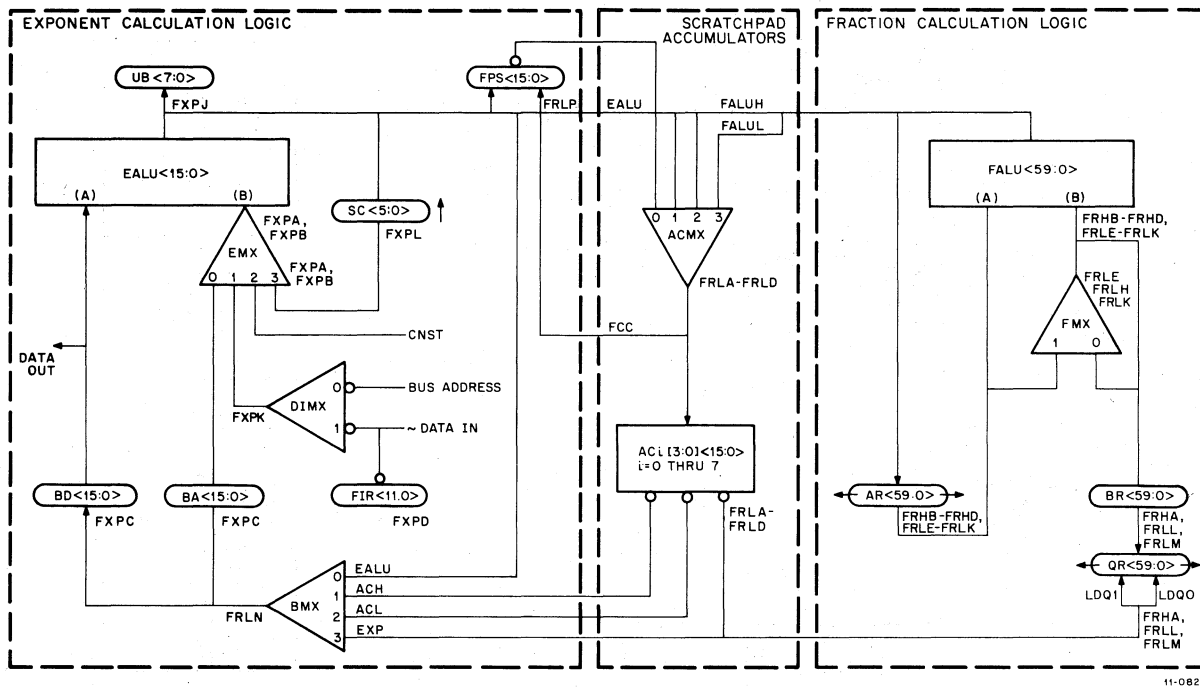 EXPONENT CALCULATION LOGIC
SCRATCHPAD
ACCUMULATORS
FRACTION CALCULATION LOGIC
UB<7:0>
FXPJ
FPS<15:0>
FRLP
EALU
FALUH
FALUL
EALU<15:0>
(A)
(B)
FXPA,
FXPB
EMX
0 1 2 3
FXPA,
FXPB
SC<5:0>
FXPL
CNST
DATA
OUT
DIMX
0
1
BUS ADDRESS
~ DATA IN
FXPK
FIR<11.0>
FXPD
BD<15:0>
FXPC
BA<15:0>
FXPC
FRLN
BMX
0
1
2
3
EALU
ACH
ACL
EXP
0 1 2 3
ACMX
FRLA-FRLD
FCC
ACi [3:0]<15:0>
i=0 THRU 7
FRLA-
FRLD
FALU<59:0>
(A)
(B)
FRHB-FRHD,
FRLE-FRLK
FRLE
FRLH
FRLK
FMX
1 0
AR<59:0>
FRHB-FRHD,
FRLE-FRLK
BR<59:0>
FRHA,
FRLL,
FRLM
QR<59:0>
LDQ1
LDQ0
FRHA,
FRLL,
FRLM
11-082